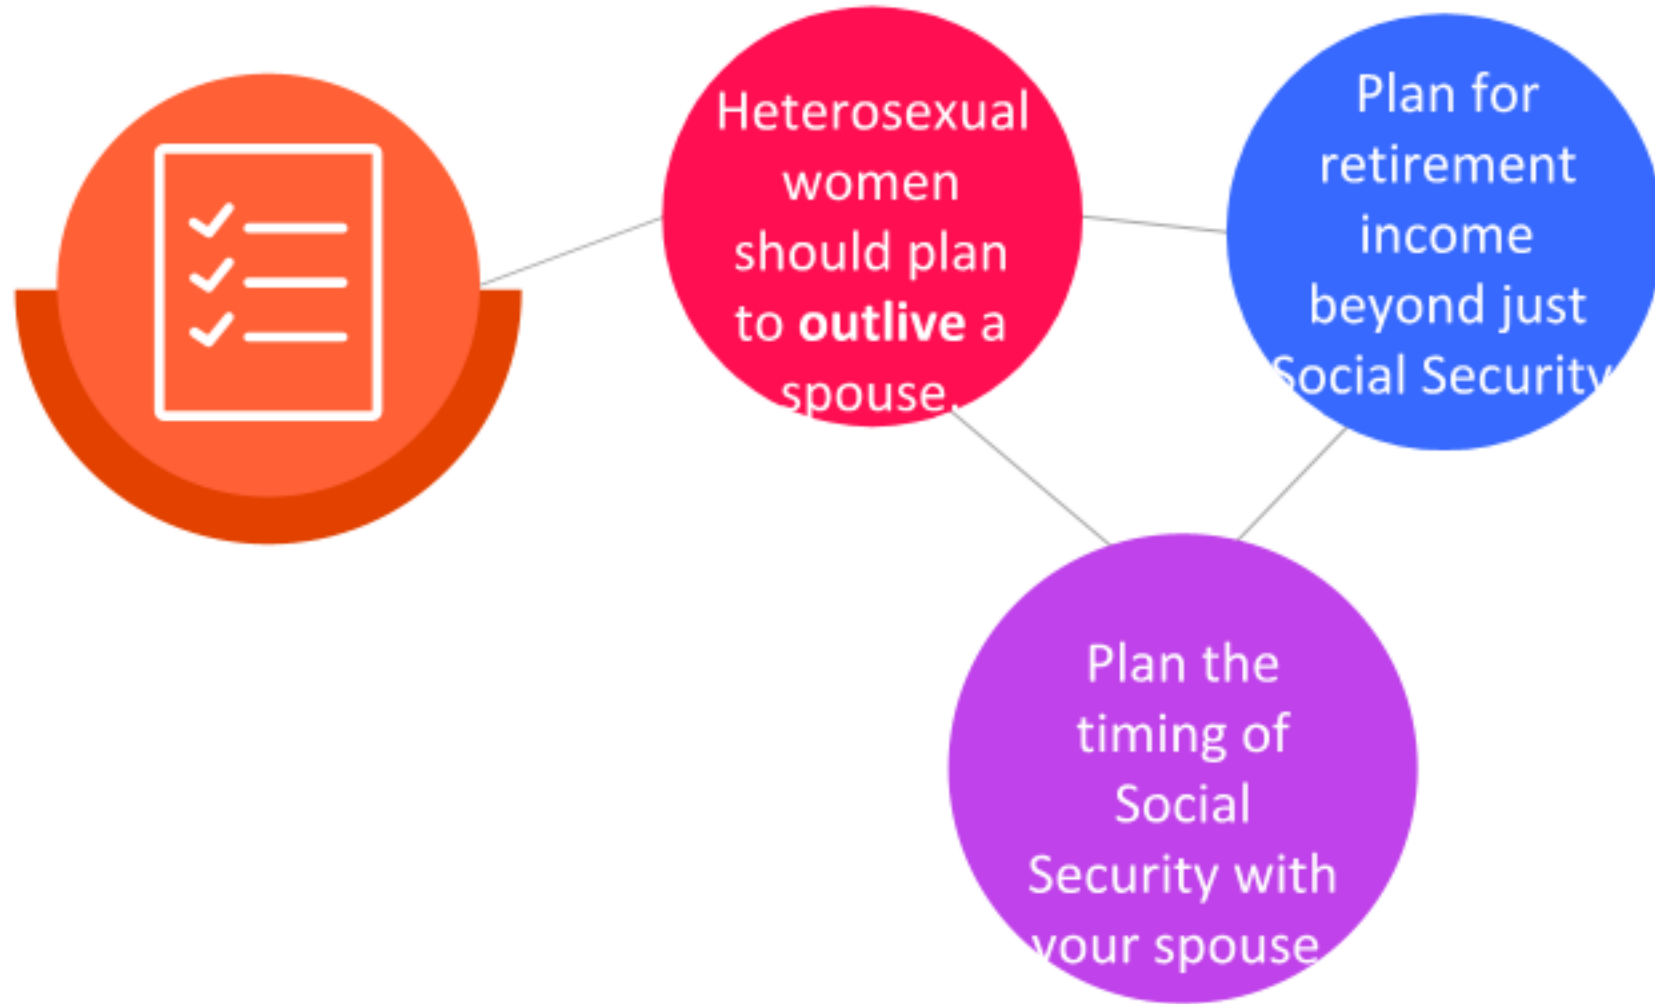 Heterosexual
women
should plan
to outlive a
spouse.
Plan for
retirement
income
beyond just
Social Security
Plan the
timing of
Social
Security with
your spouse